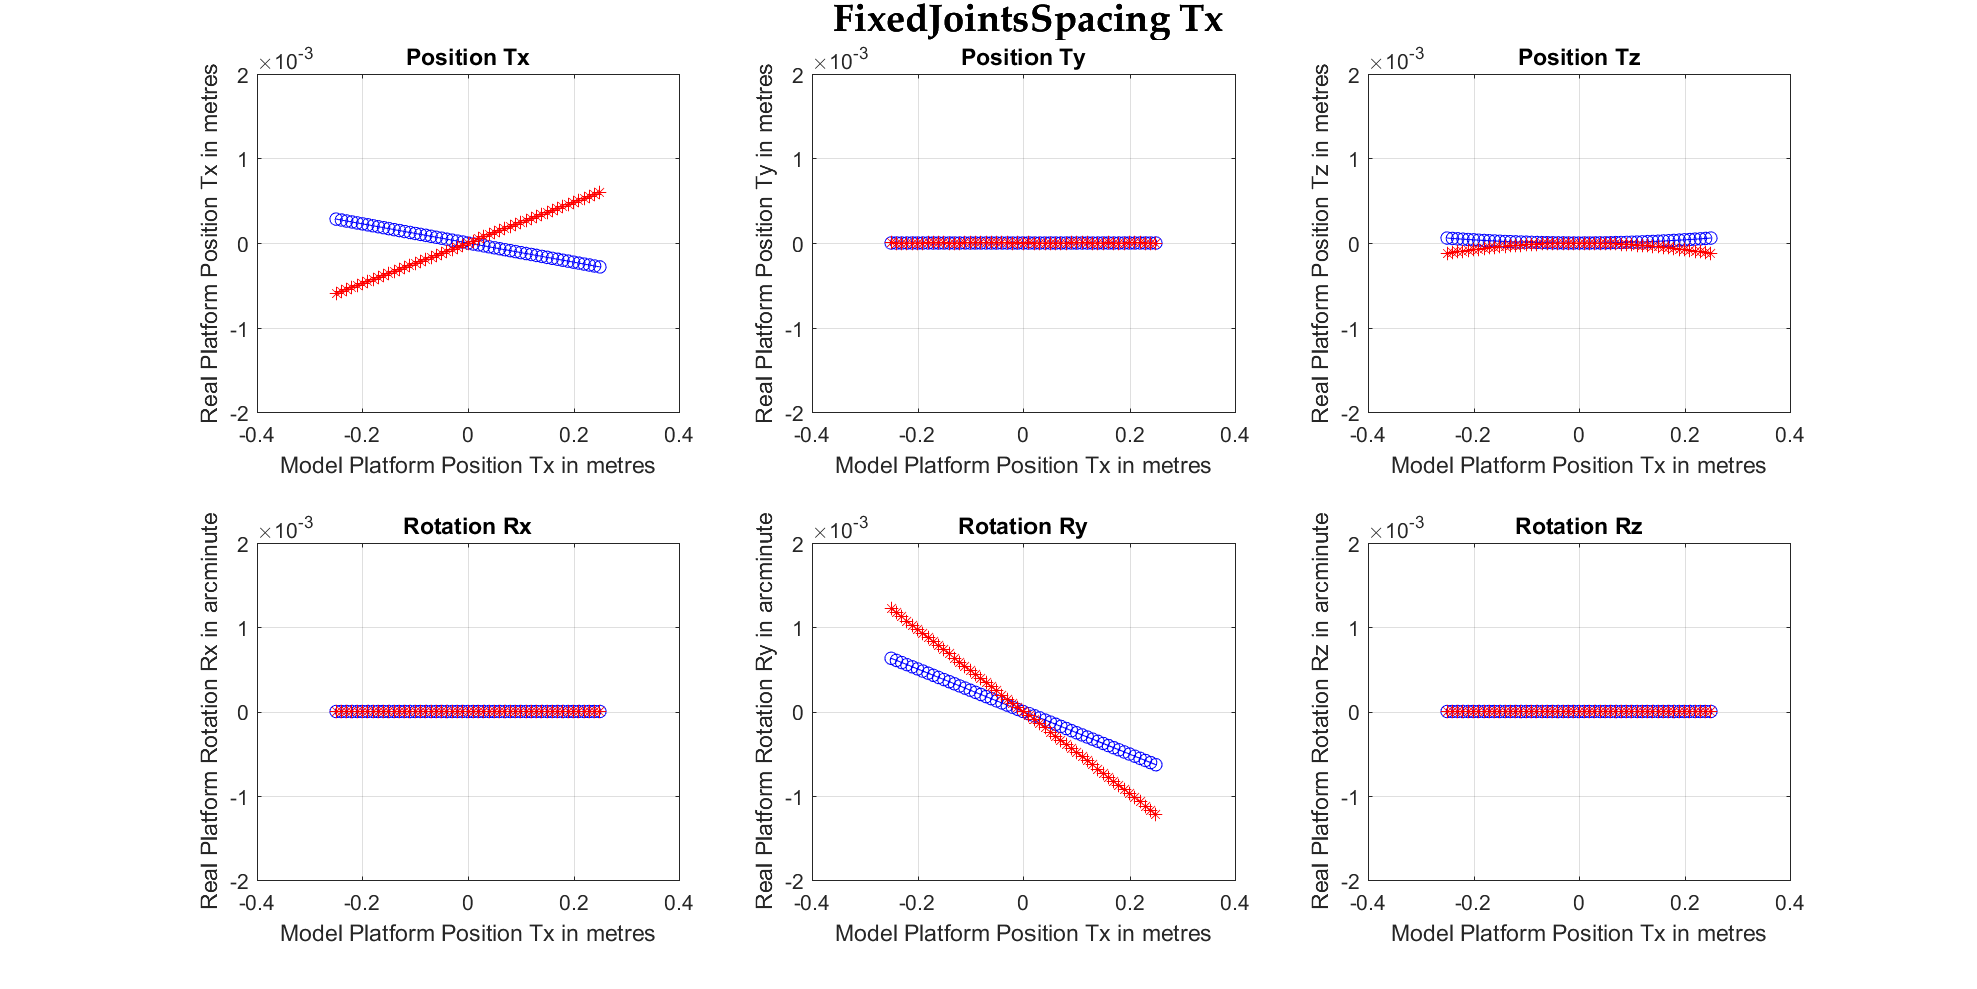 FixedJointsSpacing Tx
Position Tx
×10-3
Real Platform Position Tx in metres
2
1
0
-1
-2
-0.4 -0.2 0 0.2 0.4
Model Platform Position Tx in metres
Position Ty
×10-3
Real Platform Position Ty in metres
2
1
0
-1
-2
-0.4 -0.2 0 0.2 0.4
Model Platform Position Tx in metres
Position Tz
×10-3
Real Platform Position Tz in metres
2
1
0
-1
-2
-0.4 -0.2 0 0.2 0.4
Model Platform Position Tx in metres
Rotation Rx
×10-3
Real Platform Rotation Rx in arcminute
2
1
0
-1
-2
-0.4 -0.2 0 0.2 0.4
Model Platform Position Tx in metres
Rotation Ry
×10-3
Real Platform Rotation Ry in arcminute
2
1
0
-1
-2
-0.4 -0.2 0 0.2 0.4
Model Platform Position Tx in metres
Rotation Rz
×10-3
Real Platform Rotation Rz in arcminute
2
1
0
-1
-2
-0.4 -0.2 0 0.2 0.4
Model Platform Position Tx in metres